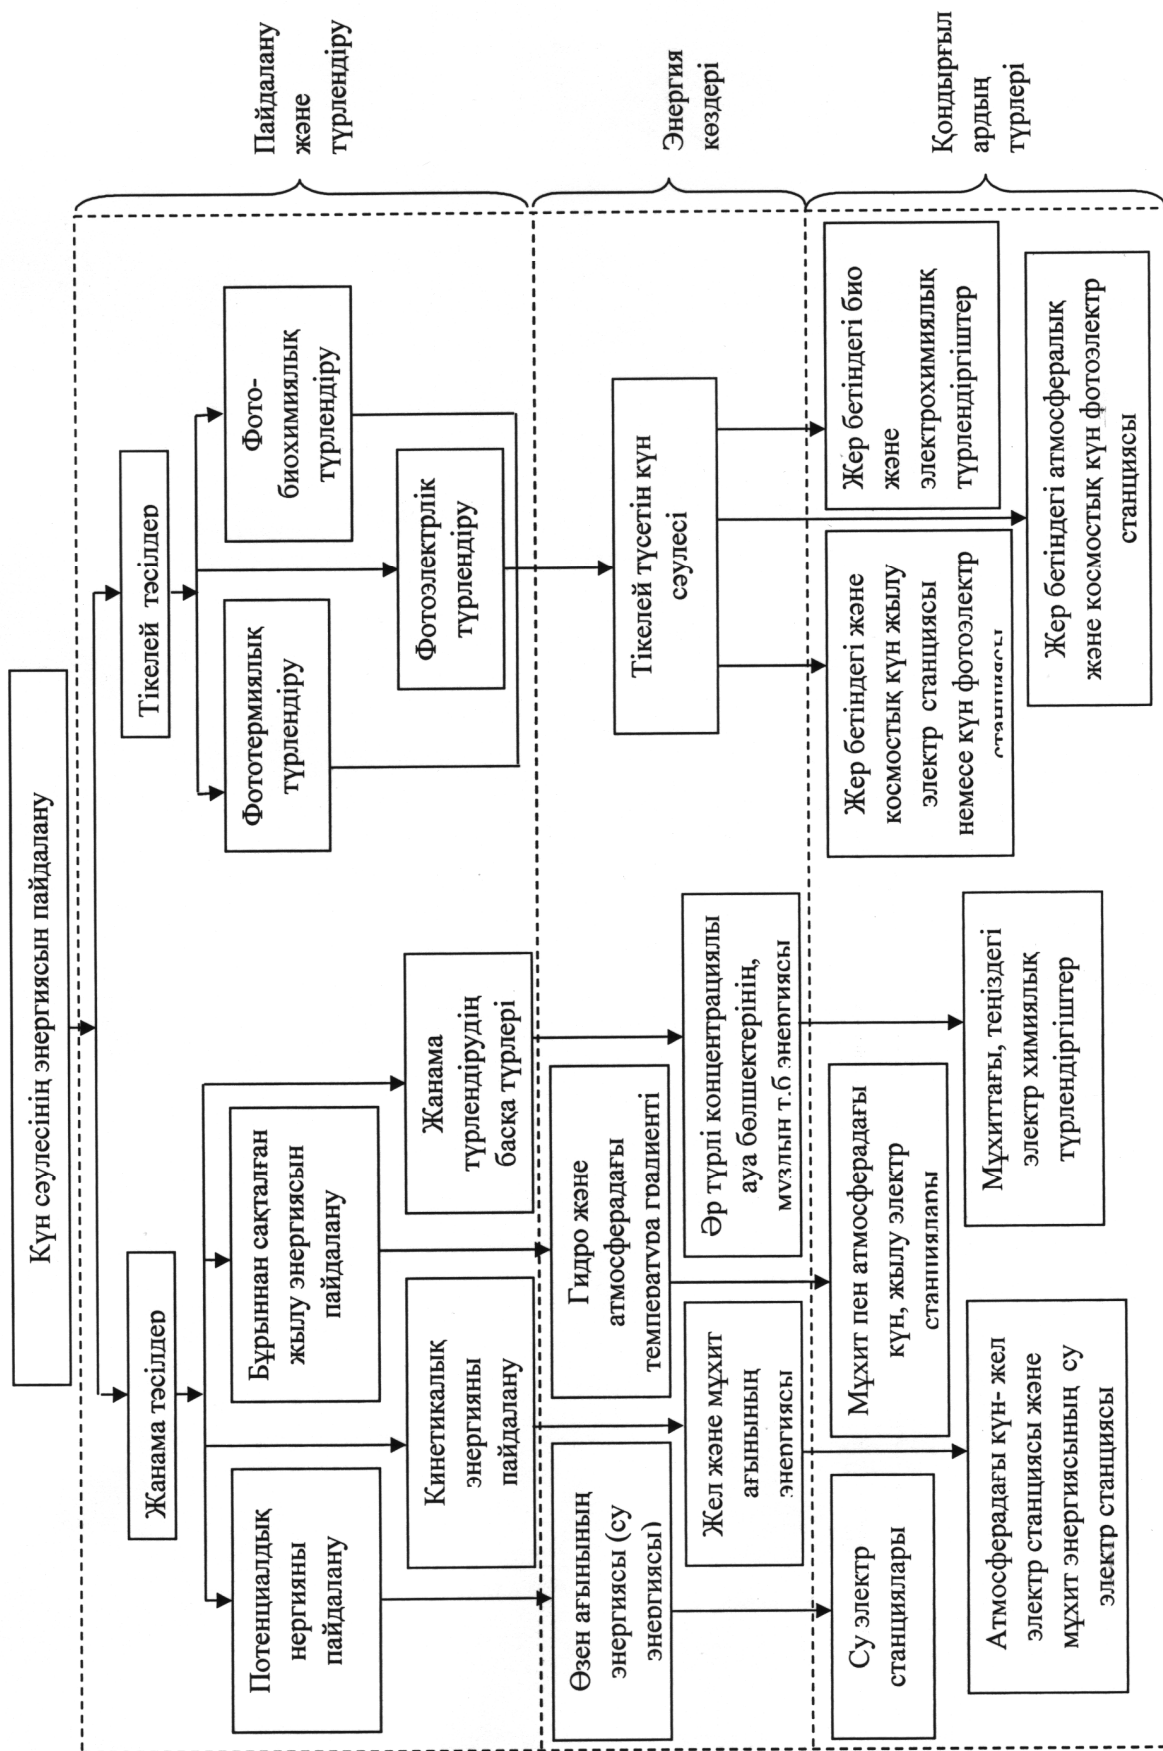 Күн сәулесінің энергиясын пайдалану
Жанама тәсілдер
Тікелей тәсілдер
Потенциалдық
нергияны
пайдалану
Бұрыннан сақталған
жылу энергиясын
пайдалану
Фототермиялық
түрлендіру
Фото-
биохимиялық
түрлендіру
Кинетикалық
энергияны
пайдалану
Жанама
түрлендірудің
басқа түрлері
Фотоэлектрлік
түрлендіру
Пайдалану
және
түрлендіру
Өзен ағынының
энергиясы (су
энергиясы)
Гидро және
атмосферадағы
температура градиенті
Тікелей түсетін күн
сәулесі
Жел және мұхит
ағынының
энергиясы
Әр түрлі концентрациялы
ауа бөлшектерінің,
мұздын т.б энергиясы
Энергия
көздері
Су электр
станциялары
Мұхит пен атмосферадағы
күн, жылу электр
станциялары
Жер бетіндегі және
космостық күн жылу
электр станциясы
немесе күн фотоэлектр
станциясы
Жер бетіндегі био
және
электрохимиялық
түрлендіргіштер
Атмосферадағы күн- жел
электр станциясы және
мұхит энергиясының су
электр станциясы
Мұхиттағы, теңіздегі
электр химиялық
түрлендіргіштер
Жер бетіндегі атмосфералық
және космостық күн фотоэлектр
станциясы
Қондырғыл
ардың
түрлері